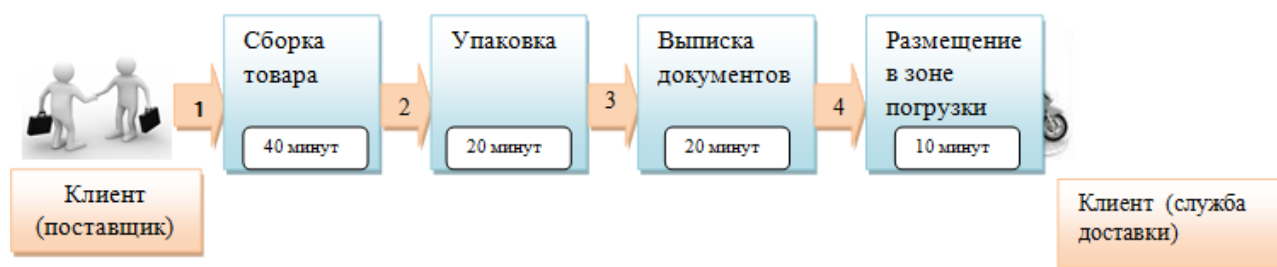 Клиент
(поставщик)
1
Сборка
товара
40 минут
2
Упаковка
20 минут
3
Выписка
документов
20 минут
4
Размещение
в зоне
погрузки
10 минут
Клиент (служба
доставки)